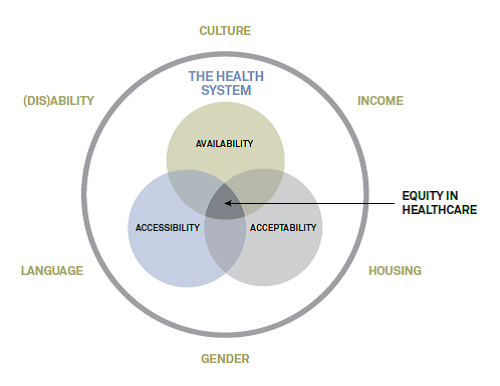 CULTURE
THE HEALTH
SYSTEM
(DIS)ABILITY
INCOME
AVAILABILITY
EQUITY IN
HEALTHCARE
ACCESSIBILITY
ACCEPTABILITY
LANGUAGE
HOUSING
GENDER